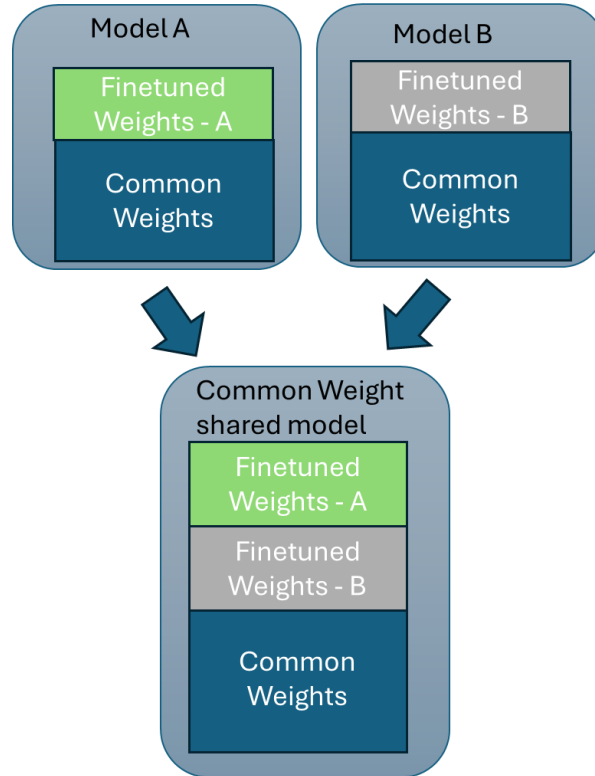 Model A
Finetuned
Weights - A
Common
Weights
Model B
Finetuned
Weights - B
Common
Weights
Common Weight
shared model
Finetuned
Weights - A
Finetuned
Weights - B
Common
Weights